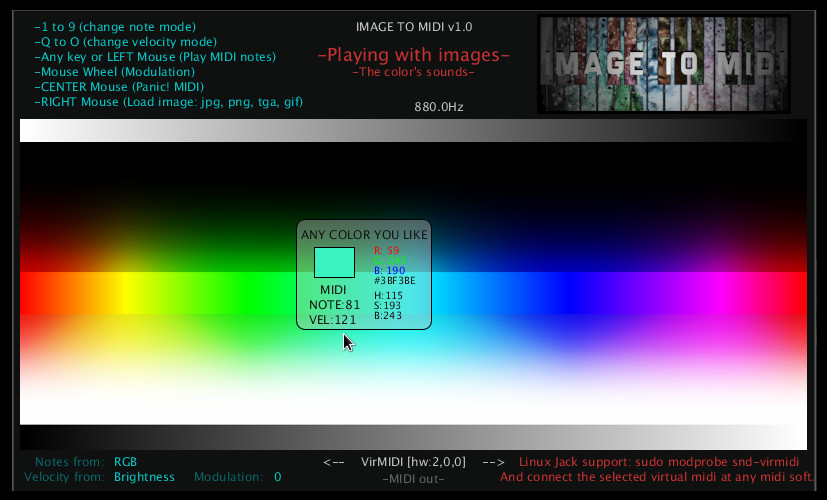 -1 to 9 (change note mode)
-Q to O (change velocity mode)
-Any key or LEFT Mouse (Play MIDI notes)
-Mouse Wheel (Modulation)
-CENTER Mouse (Panic! MIDI)
-RIGHT Mouse (Load image: jpg, png, tga, gif)
IMAGE TO MIDI v1.0
-Playing with images-
-The color's sounds-
880.0Hz
IMAGE TO MIDI
ANY COLOR YOU LIKE
R: 59
B: 190
#3BF3BE
H:115
S:193
B:243
MIDI
NOTE:81
VEL:121
Notes from: RGB
Velocity from: Brightness Modulation: 0
<-- VirMIDI [hw:2,0,0] -->
-MIDI out-
Linux Jack support: sudo modprobe snd-virmidi
And connect the selected virtual midi at any midi soft.